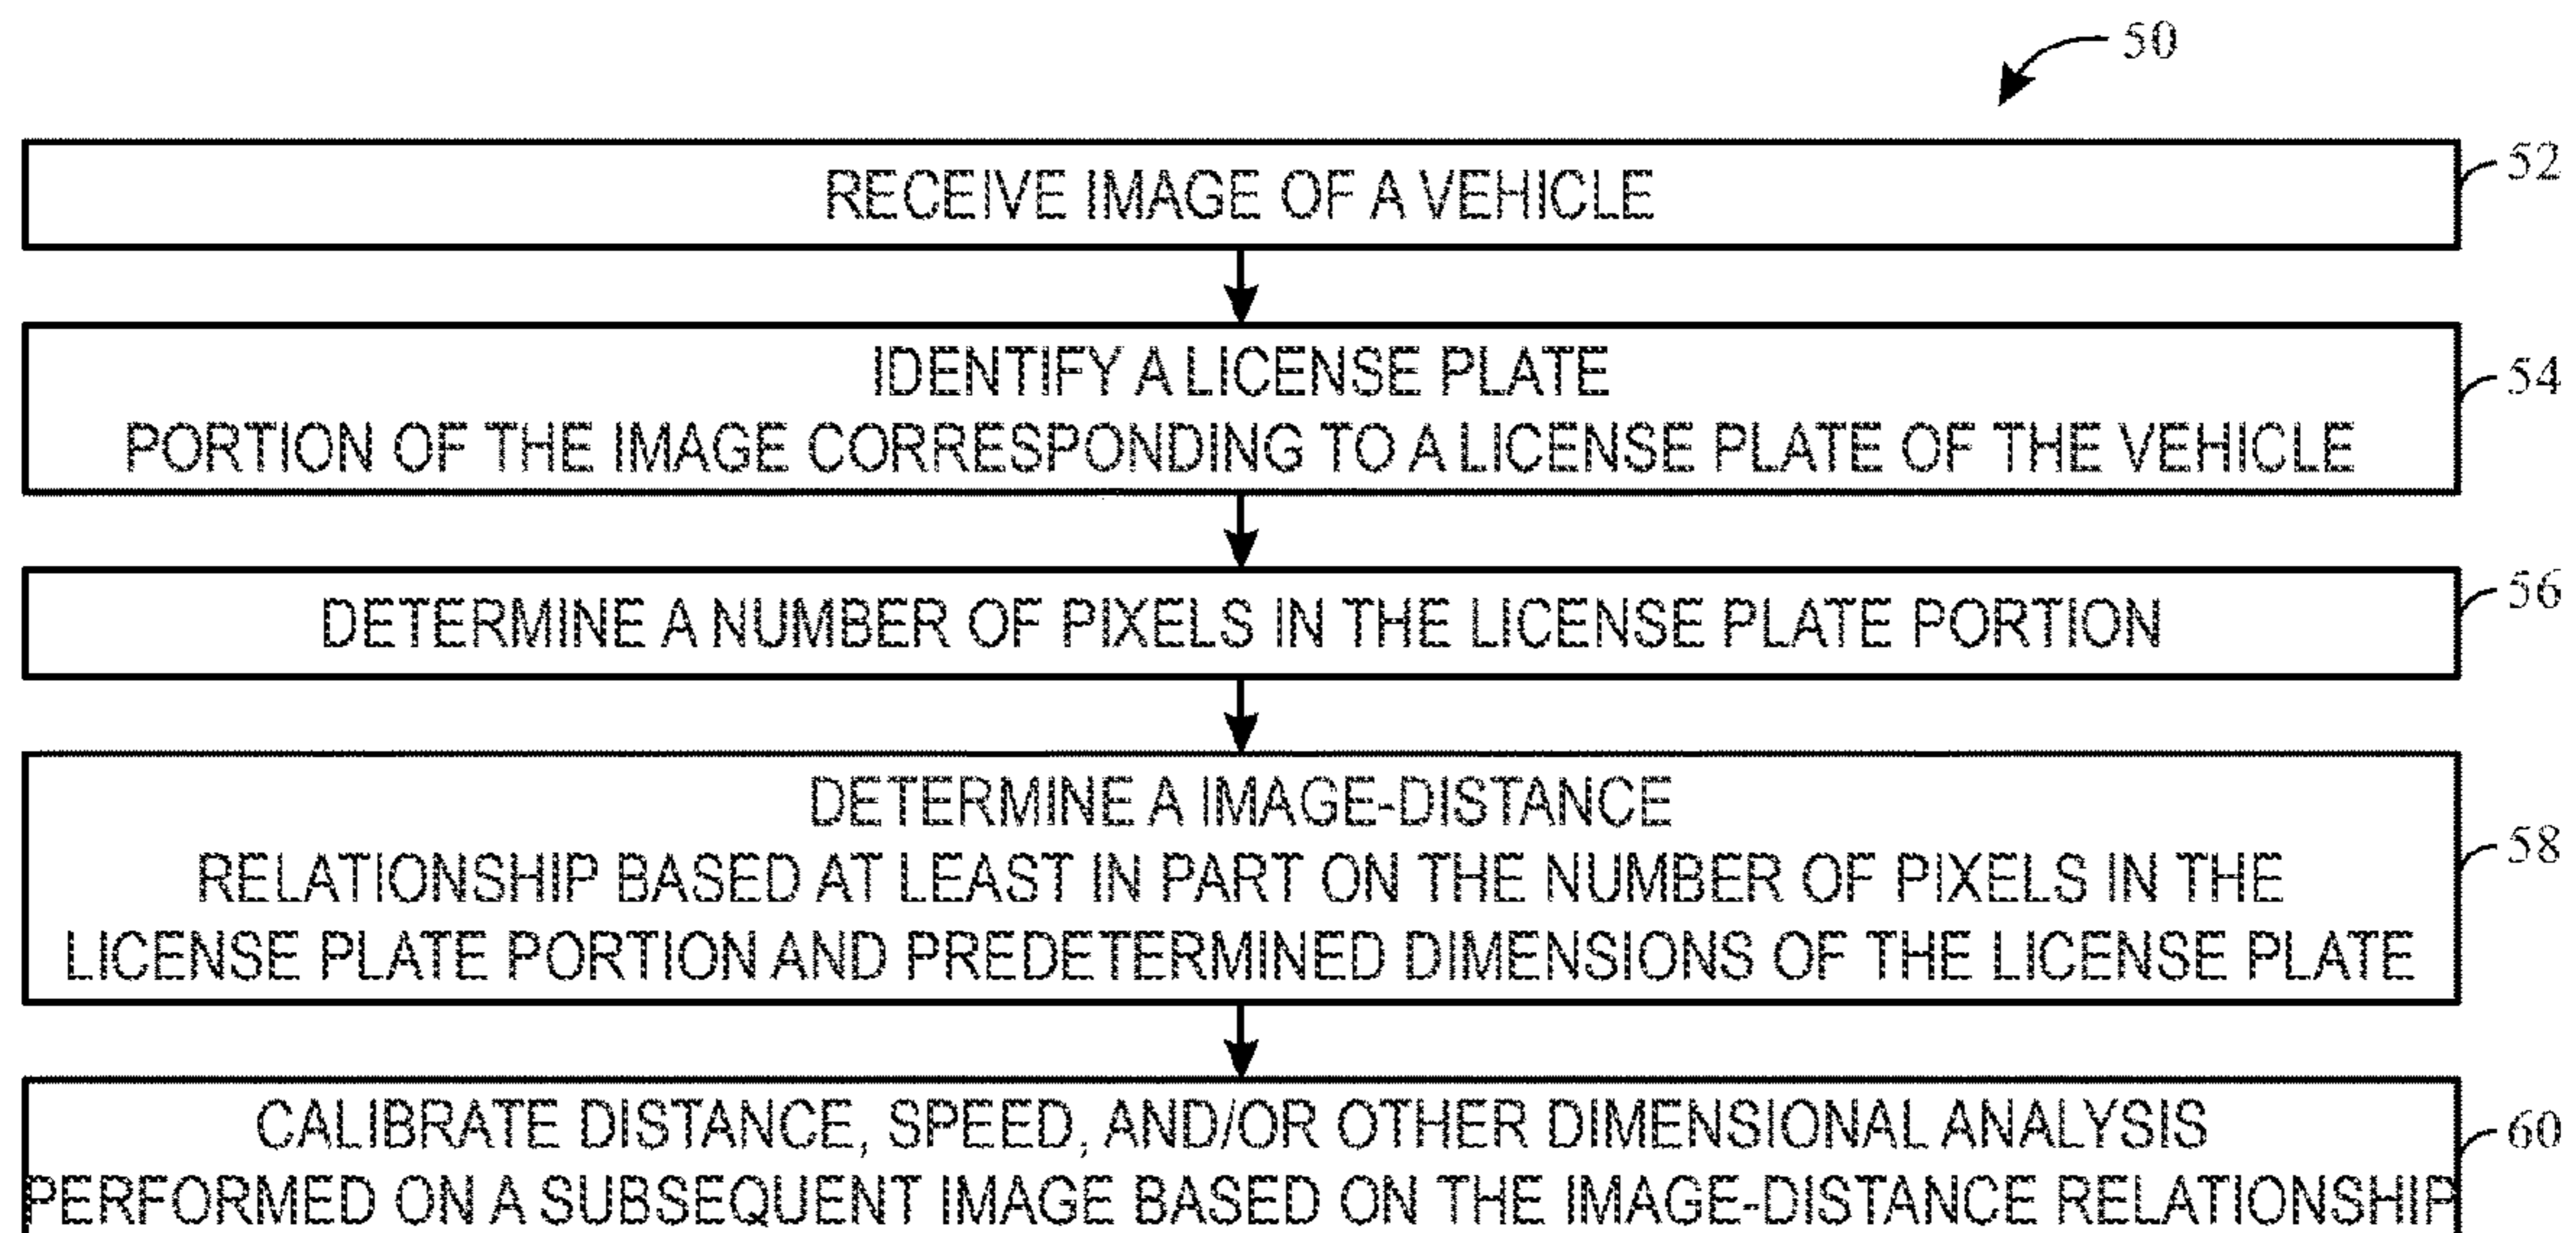 50
RECEIVE IMAGE OF A VEHICLE
52
IDENTIFY A LICENSE PLATE
PORTION OF THE IMAGE CORRESPONDING TO A LICENSE PLATE OF THE VEHICLE
54
DETERMINE A NUMBER OF PIXELS IN THE LICENSE PLATE PORTION
56
DETERMINE A IMAGE-DISTANCE
RELATIONSHIP BASED AT LEAST IN PART ON THE NUMBER OF PIXELS IN THE
LICENSE PLATE PORTION AND PREDETERMINED DIMENSIONS OF THE LICENSE PLATE
58
CALIBRATE DISTANCE, SPEED, AND/OR OTHER DIMENSIONAL ANALYSIS
PERFORMED ON A SUBSEQUENT IMAGE BASED ON THE IMAGE-DISTANCE RELATIONSHIP
60